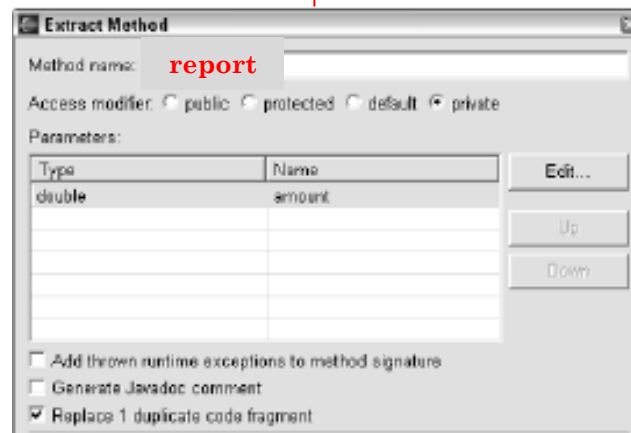 Extract Method
Method name: report
Access modifier: public protected default private
Parameters:
Type Name
double amount
Edit...
Up
Down
Add thrown runtime exceptions to method signature
Generate Javadoc comment
Replace 1 duplicate code fragment